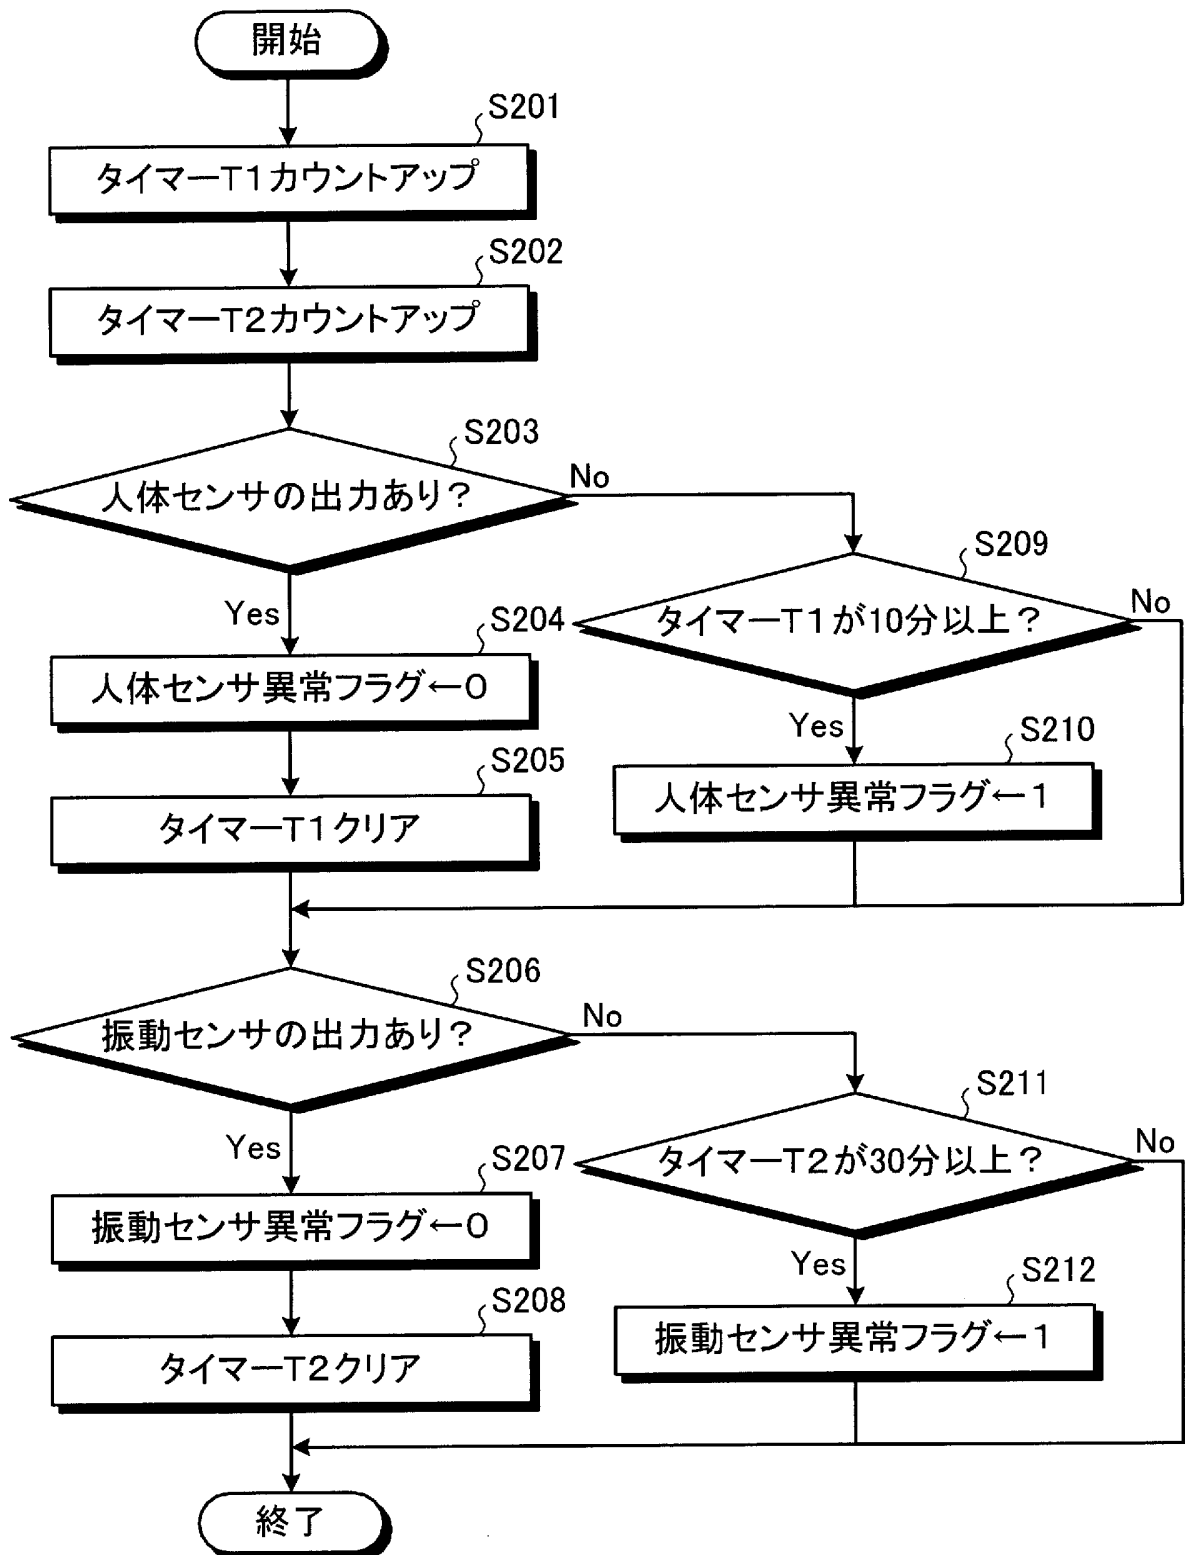 開始
S201
タイマーT1カウントアップ
S202
タイマーT2カウントアップ
S203
人体センサの出力あり?
No
Yes
S204
人体センサ異常フラグ←0
S205
タイマーT1クリア
S209
タイマーT1が10分以上?
No
Yes
S210
人体センサ異常フラグ←1
S206
振動センサの出力あり?
No
Yes
S207
振動センサ異常フラグ←0
S208
タイマーT2クリア
S211
タイマーT2が30分以上?
No
Yes
S212
振動センサ異常フラグ←1
終了